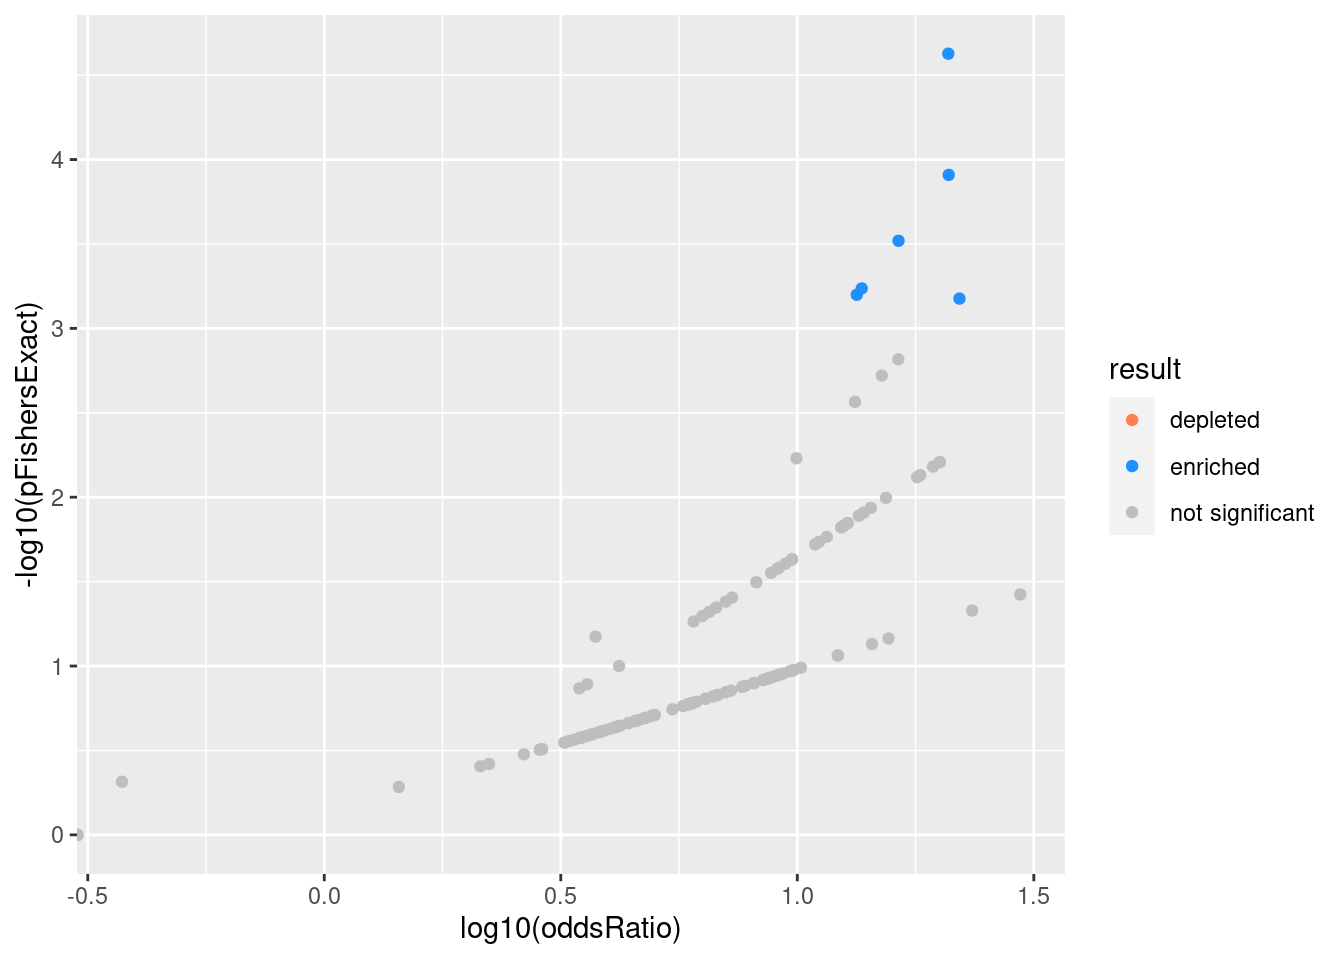 4
3
2
1
0
-log10(pFishersExact)
-0.5
0.0
0.5
1.0
1.5
log10(oddsRatio)
result
depleted
enriched
not significant